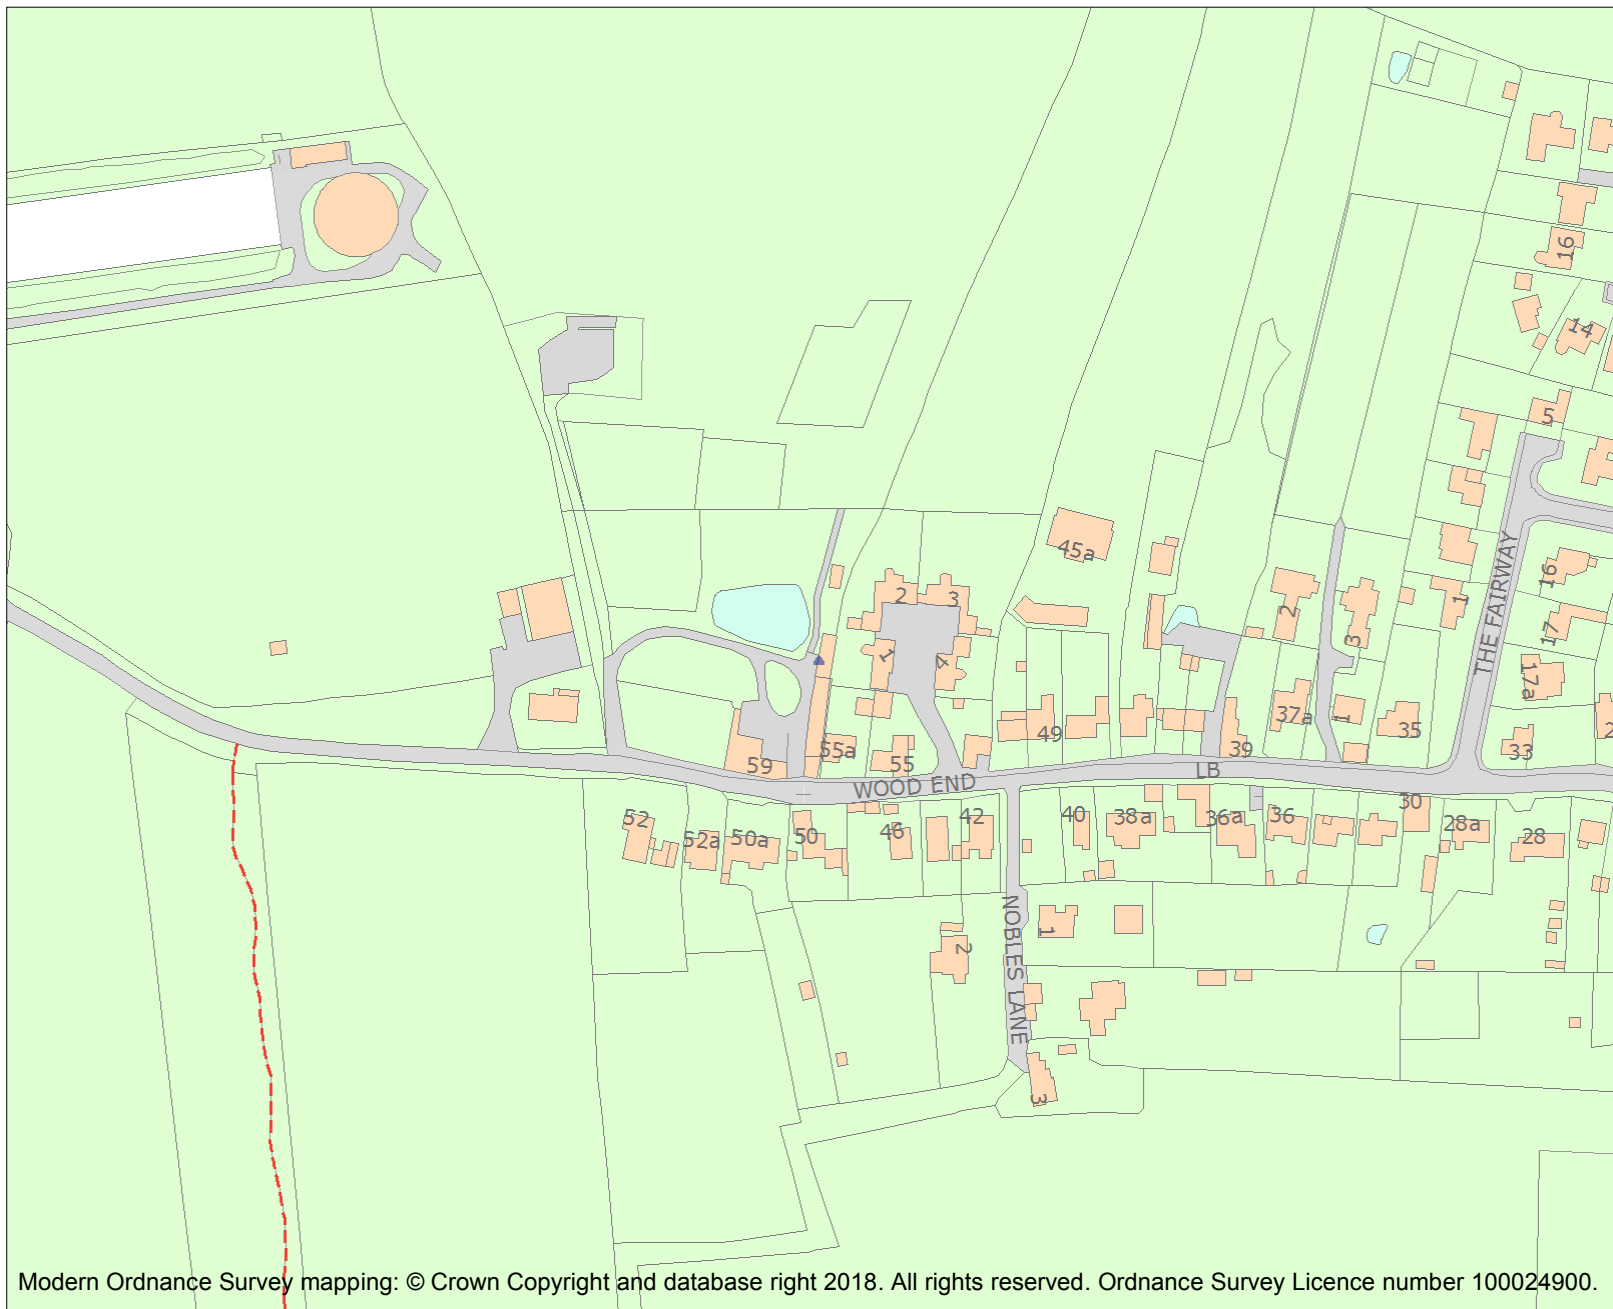 16
14
5
45a
THE FAIRWAY
16
2
3
2
1
3
17
1
4
17a
37a
1
49
35
55a
39
33
2
59
55
LB
WOOD END
30
52
42
40
38a
36a
36
28a
52a
50a
50
46
28
NOBLES LANE
1
2
3
Modern Ordnance Survey mapping: © Crown Copyright and database right 2018. All rights reserved. Ordnance Survey Licence number 100024900.